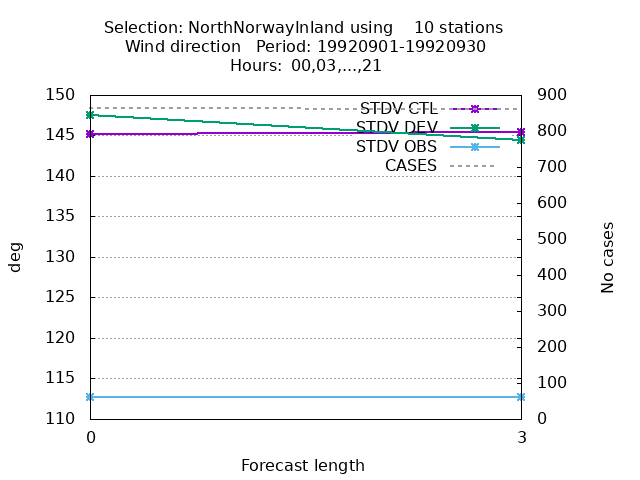 Selection: NorthNorwayInland using 10 stations
Wind direction Period: 19920901-19920930
Hours: 00,03,...,21
150
145
140
135
130
125
120
115
110
900
800
700
600
500
400
300
200
100
0
STDV CTL
STDV DEV
STDV OBS
CASES
deg
No cases
0
3
Forecast length